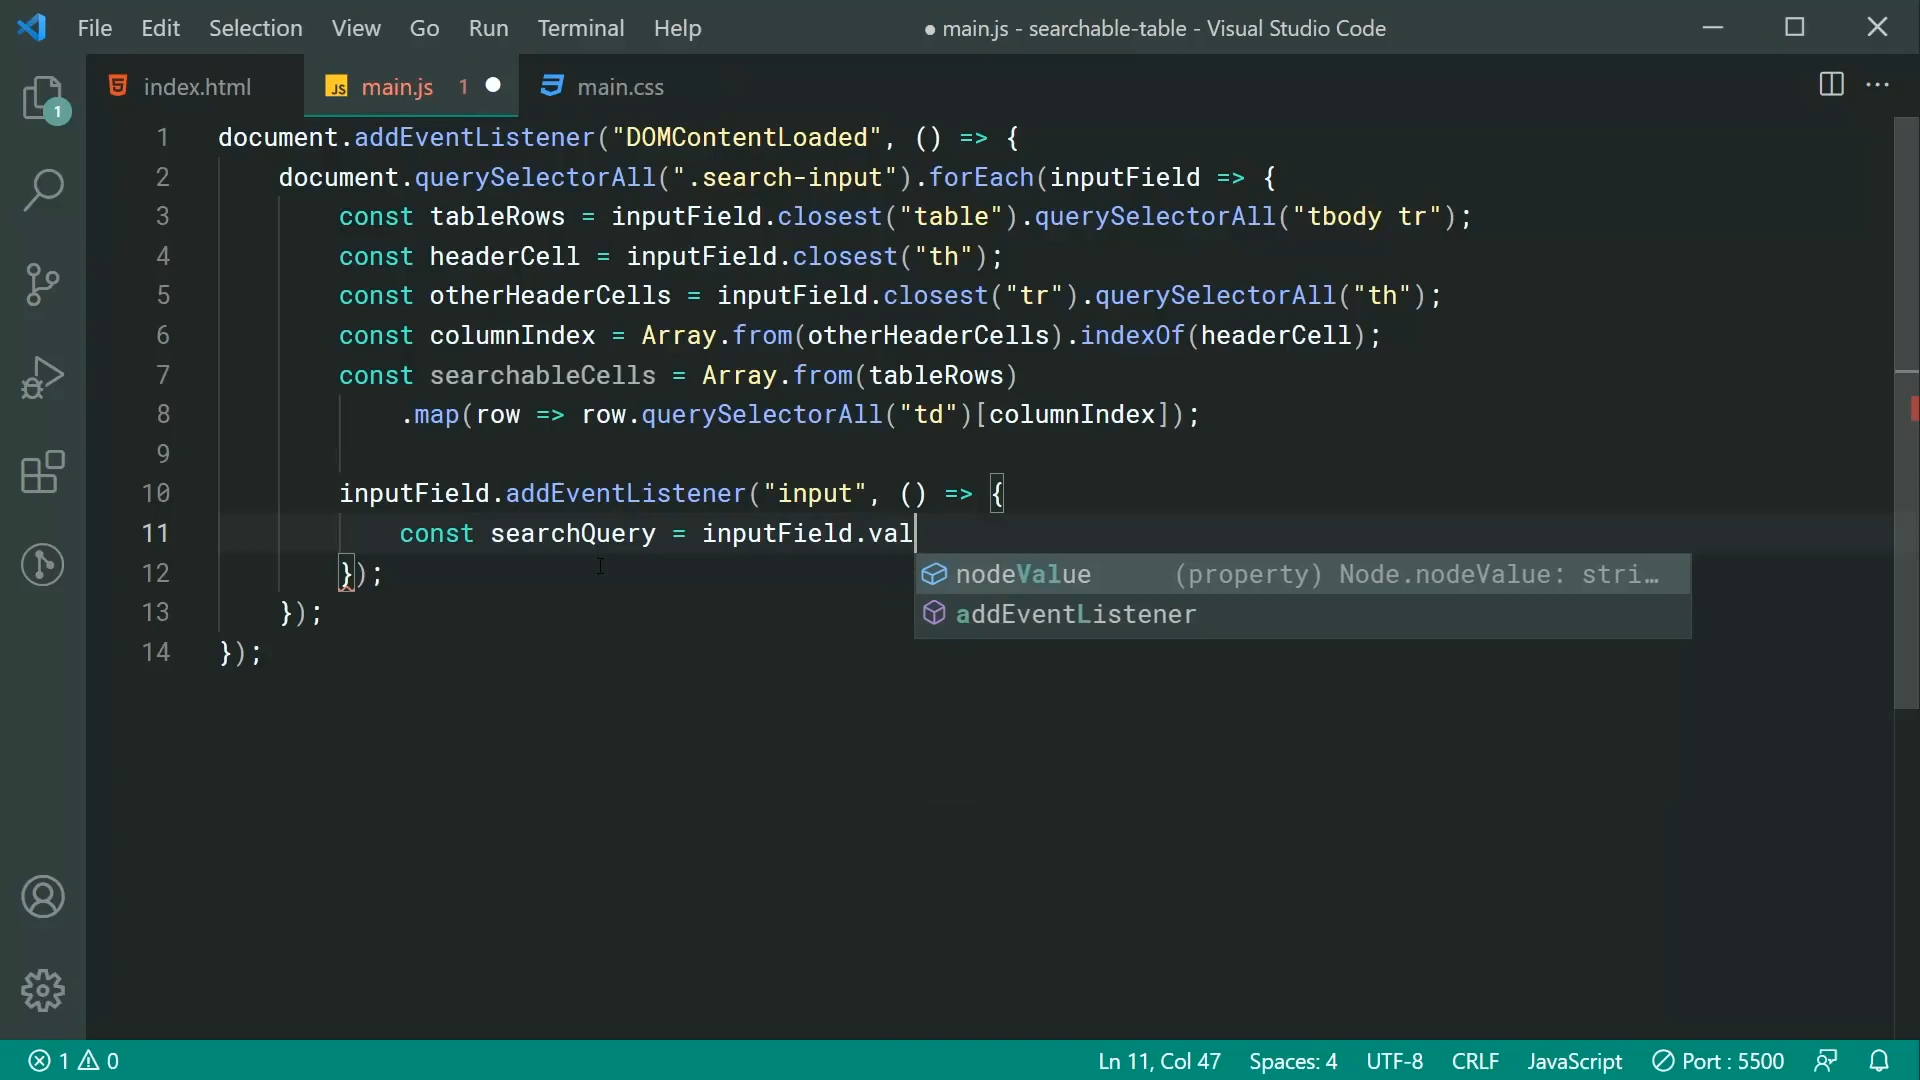 File Edit Selection View Go Run Terminal Help ● main.js - searchable-table - Visual Studio Code
1 index.html JS main.js 1 main.css
1 document.addEventListener("DOMContentLoaded", () => {
2 document.querySelectorAll(".search-input").forEach(inputField => {
3 const tableRows = inputField.closest("table").querySelectorAll("tbody tr");
4 const headerCell = inputField.closest("th");
5 const otherHeaderCells = inputField.closest("tr").querySelectorAll("th");
6 const columnIndex = Array.from(otherHeaderCells).indexOf(headerCell);
7 const searchableCells = Array.from(tableRows)
8 .map(row => row.querySelectorAll("td")[columnIndex]);
9
10 inputField.addEventListener("input", () => {
11 const searchQuery = inputField.val
12 });
nodeValue (property) Node.nodeValue: stri…
13 });
addEventListener
14 });
1 0 Ln 11, Col 47 Spaces: 4 UTF-8 CRLF JavaScript Port : 5500